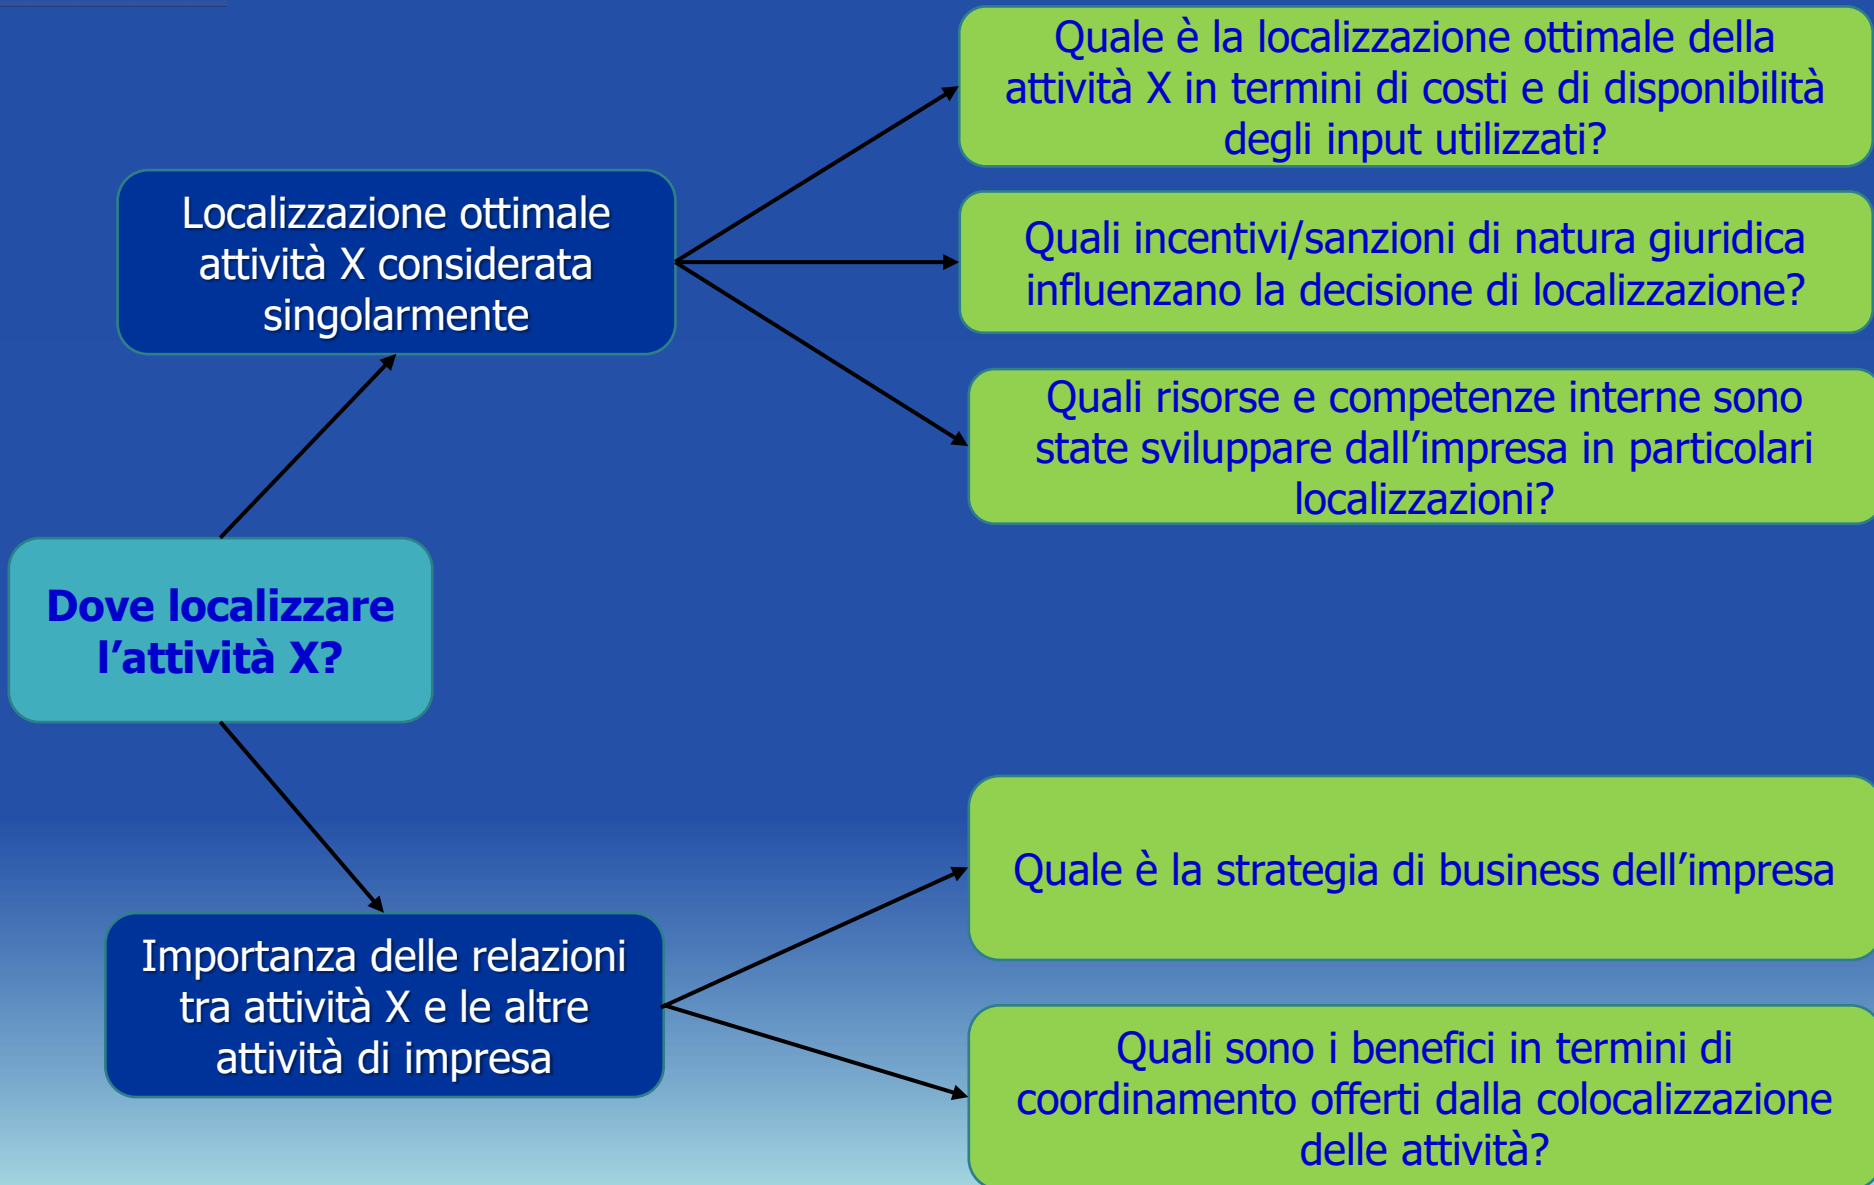 Quale è la localizzazione ottimale della
attività X in termini di costi e di disponibilità
degli input utilizzati?
Localizzazione ottimale
attività X considerata
singolarmente
Quali incentivi/sanzioni di natura giuridica
influenzano la decisione di localizzazione?
Quali risorse e competenze interne sono
state sviluppare dall’impresa in particolari
localizzazioni?
Dove localizzare
l’attività X?
Quale è la strategia di business dell’impresa
Importanza delle relazioni
tra attività X e le altre
attività di impresa
Quali sono i benefici in termini di
coordinamento offerti dalla colocalizzazione
delle attività?